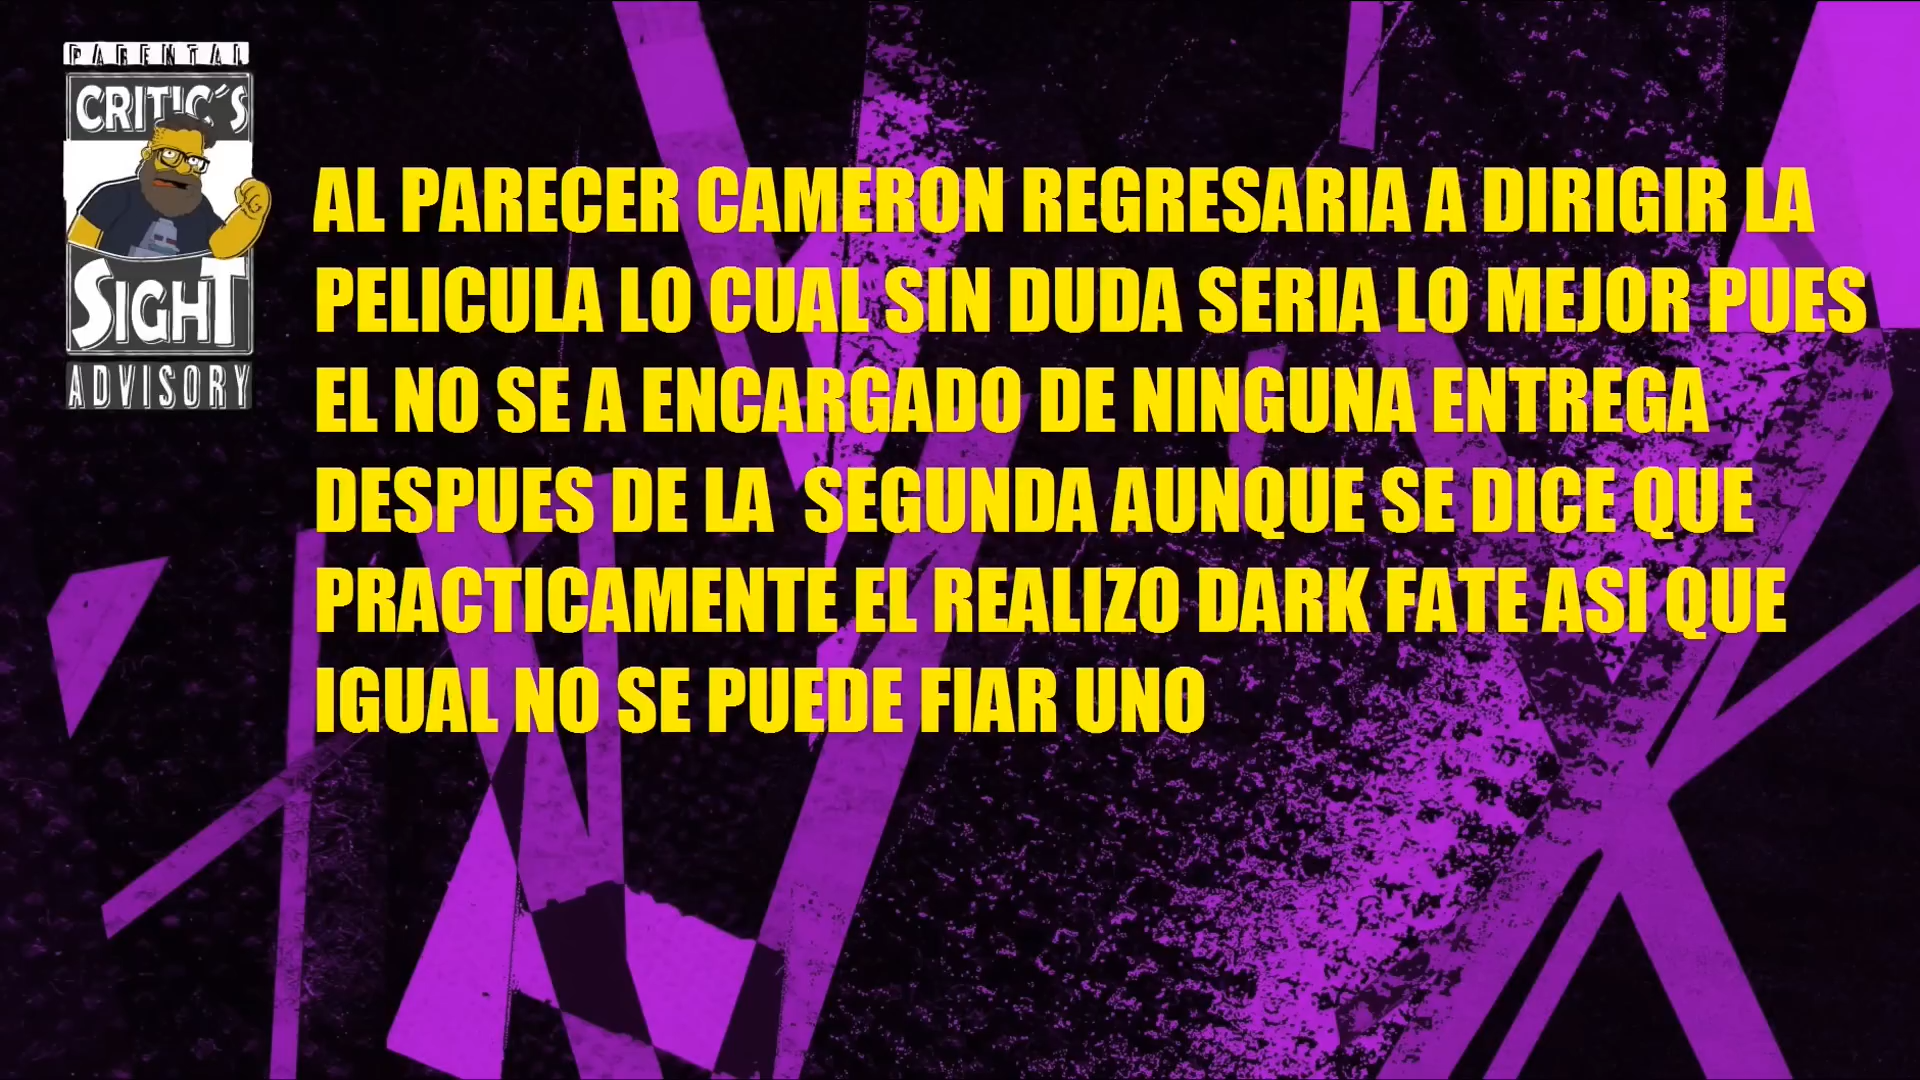 PARENTAL
CRITIC´S
SIGHT
ADVISORY
AL PARECER CAMERON REGRESARIA A DIRIGIR LA
PELICULA LO CUAL SIN DUDA SERIA LO MEJOR PUES
EL NO SE A ENCARGADO DE NINGUNA ENTREGA
DESPUES DE LA  SEGUNDA AUNQUE SE DICE QUE
PRACTICAMENTE EL REALIZO DARK FATE ASI QUE
IGUAL NO SE PUEDE FIAR UNO